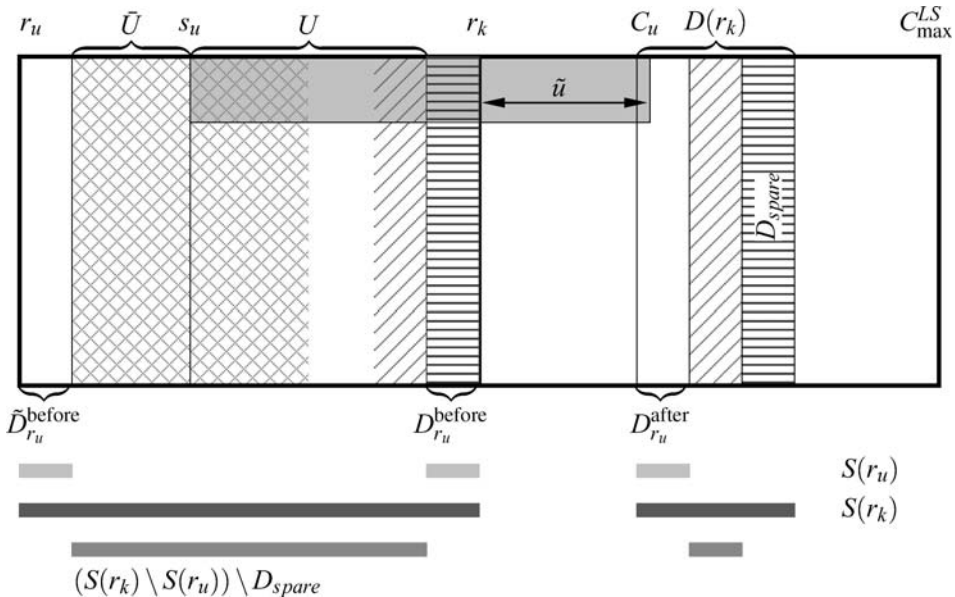 r_u Ū s_u U r_k C_u D(r_k) C_max^LS
ũ
D_spare
D̃_{r_u}^before D_{r_u}^before D_{r_u}^after
S(r_u)
S(r_k)
(S(r_k) \ S(r_u)) \ D_spare